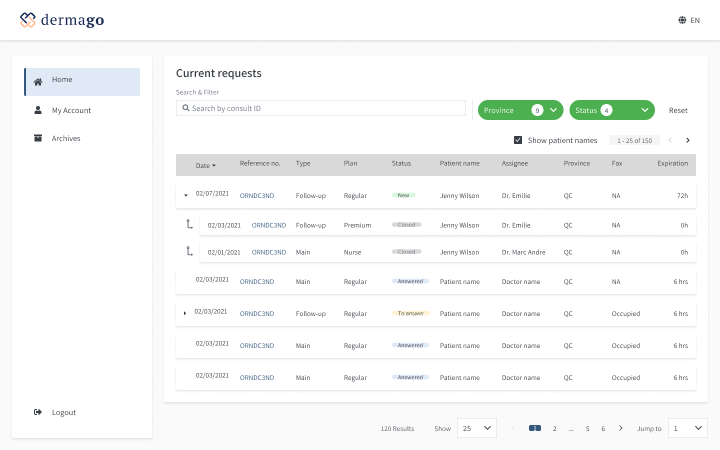 dermago
EN
Home
My Account
Archives
Logout
Current requests
Search & Filter
Search by consult ID
Province 9
Status 4
Reset
Show patient names
1 - 25 of 150
Date Reference no. Type Plan Status Patient name Assignee Province Fax Expiration
02/07/2021 ORNDC3ND Follow-up Regular New Jenny Wilson Dr. Emilie QC NA 72h
02/03/2021 ORNDC3ND Follow-up Premium Closed Jenny Wilson Dr. Emilie QC NA 0h
02/01/2021 ORNDC3ND Main Nurse Closed Jenny Wilson Dr. Marc Andre QC NA 0h
02/03/2021 ORNDC3ND Main Regular Answered Patient name Doctor name QC NA 6 hrs
02/03/2021 ORNDC3ND Follow-up Regular To answer Patient name Doctor name QC Occupied 6 hrs
02/03/2021 ORNDC3ND Main Regular Answered Patient name Doctor name QC Occupied 6 hrs
02/03/2021 ORNDC3ND Main Regular Answered Patient name Doctor name QC Occupied 6 hrs
120 Results Show 25 1 2 ... 5 6 Jump to 1